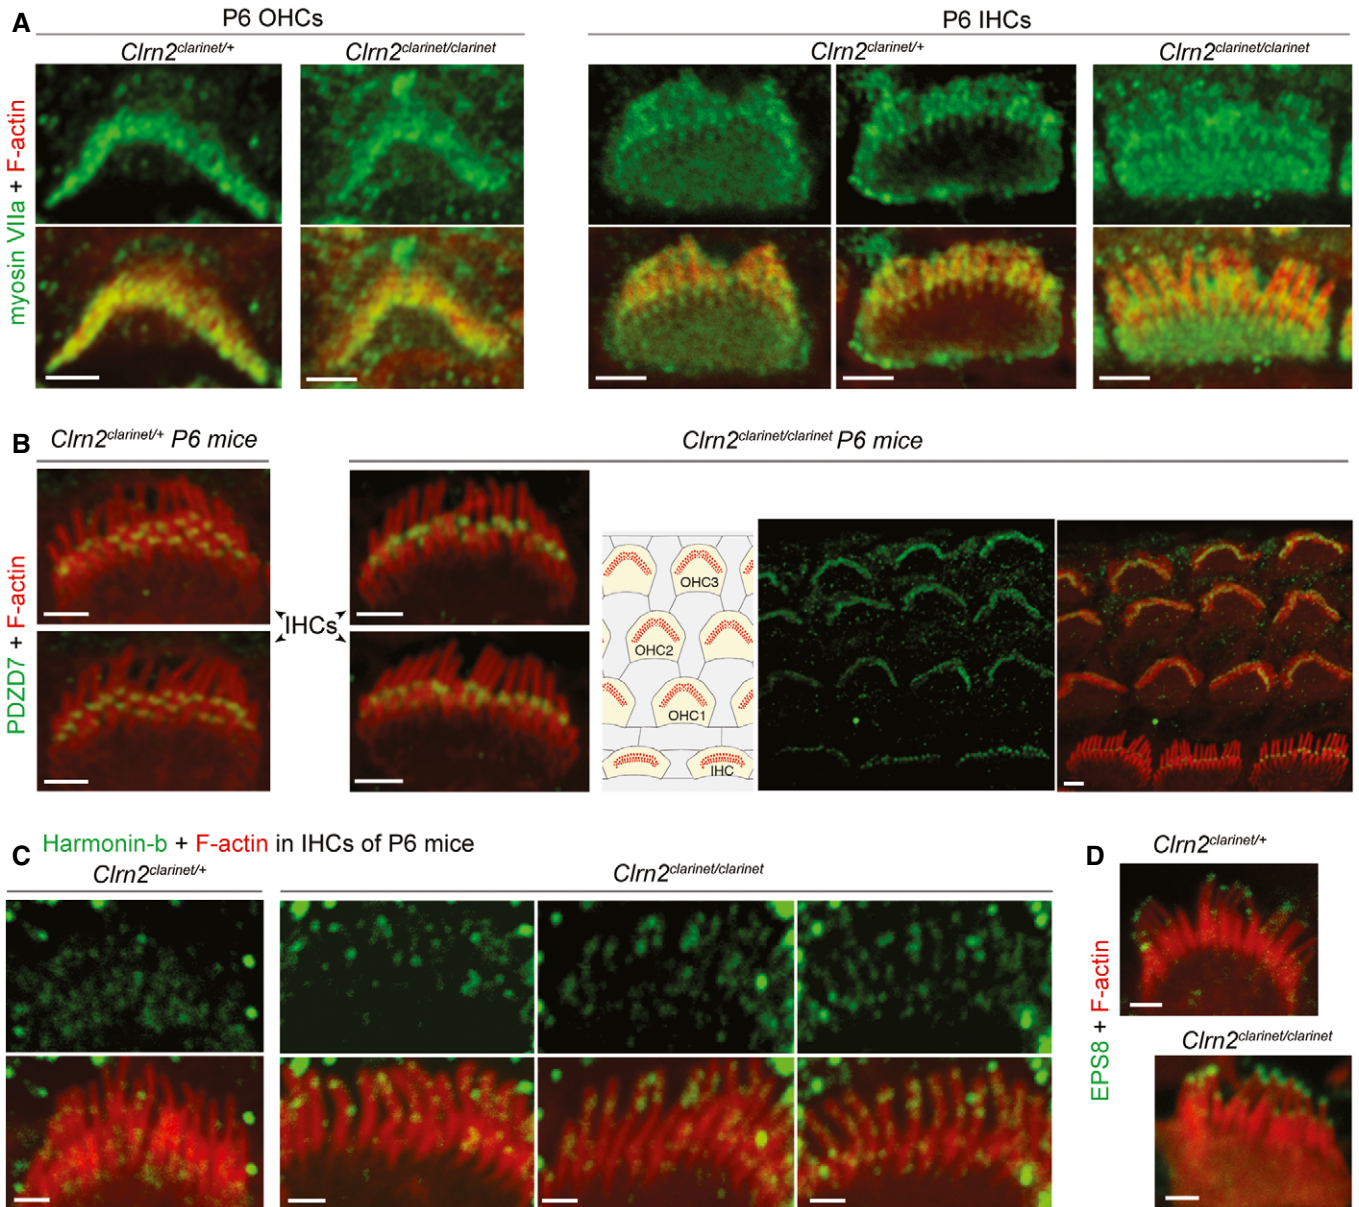 A
P6 OHCs
P6 IHCs
Clrn2clarinet/+
Clrn2clarinet/clarinet
Clrn2clarinet/+
Clrn2clarinet/clarinet
myosin VIIa + F-actin
B
Clrn2clarinet/+ P6 mice
Clrn2clarinet/clarinet P6 mice
PDZD7 + F-actin
IHCs
OHC3
OHC2
OHC1
IHC
C
Harmonin-b + F-actin in IHCs of P6 mice
Clrn2clarinet/+
Clrn2clarinet/clarinet
D
Clrn2clarinet/+
EPS8 + F-actin
Clrn2clarinet/clarinet